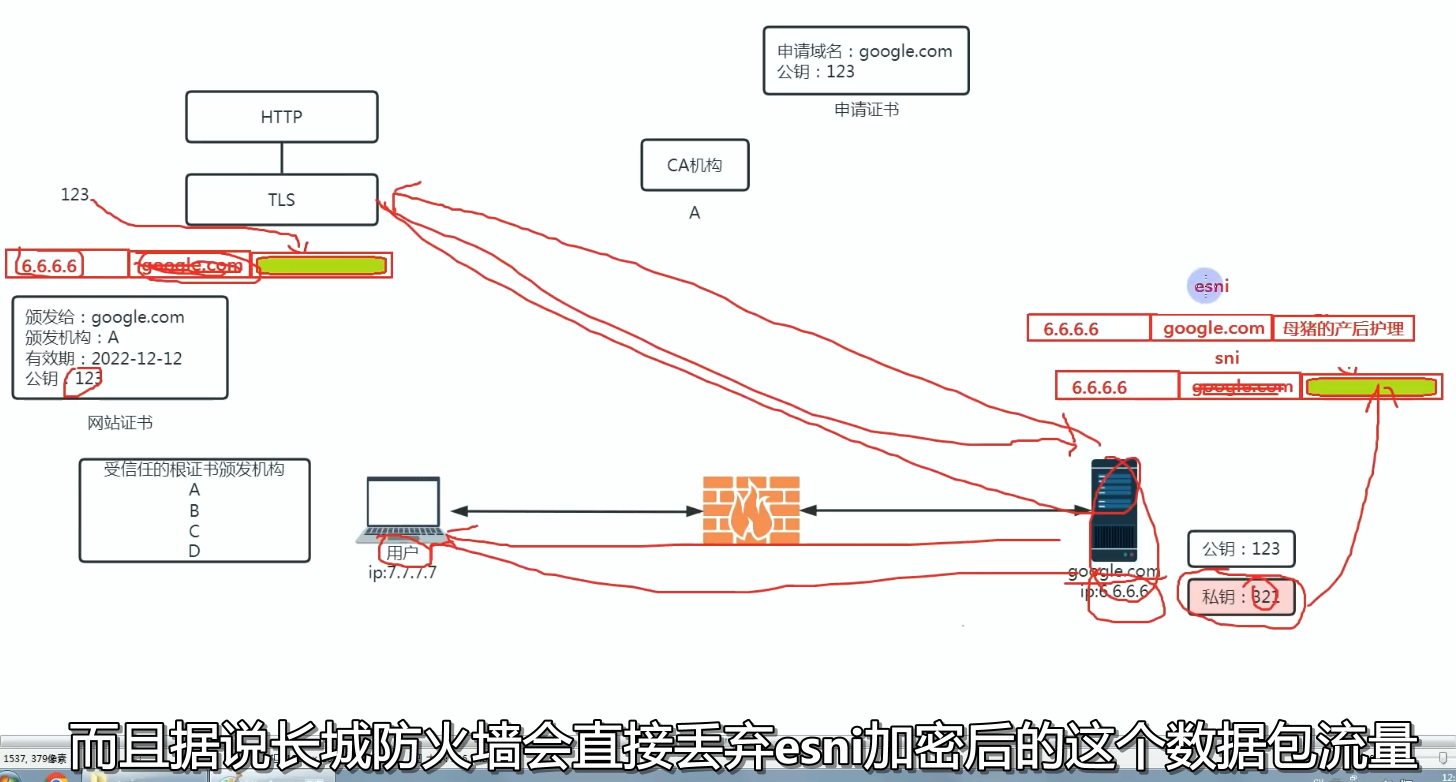 申请域名：google.com
公钥：123
申请证书
HTTP
CA机构
TLS
A
123
6.6.6.6 google.com
esni
6.6.6.6 google.com 母猪的产后护理
sni
6.6.6.6 google.com
颁发给：google.com
颁发机构：A
有效期：2022-12-12
公钥：123
网站证书
受信任的根证书颁发机构
A
B
C
D
用户
ip:7.7.7.7
google.com
ip:6.6.6.6
公钥：123
私钥：321
而且据说长城防火墙会直接丢弃esni加密后的这个数据包流量
1537, 379像素